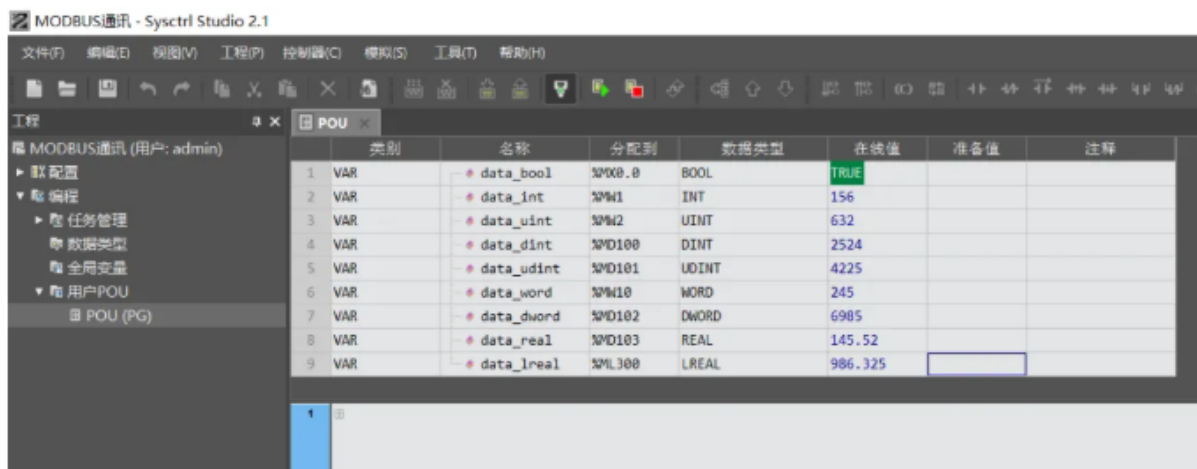 MODBUS通讯 - Sysctrl Studio 2.1
文件(F) 编辑(E) 视图(V) 工程(P) 控制器(C) 模拟(S) 工具(T) 帮助(H)
工程
POU
MODBUS通讯 (用户: admin)
配置
编程
任务管理
数据类型
全局变量
用户POU
POU (PG)
类别 名称 分配到 数据类型 在线值 准备值 注释
1 VAR data_bool %MX0.0 BOOL TRUE
2 VAR data_int %MW1 INT 156
3 VAR data_uint %MW2 UINT 632
4 VAR data_dint %MD100 DINT 2524
5 VAR data_udint %MD101 UDINT 4225
6 VAR data_word %MW10 WORD 245
7 VAR data_dword %MD102 DWORD 6985
8 VAR data_real %MD103 REAL 145.52
9 VAR data_lreal %ML300 LREAL 986.325
1